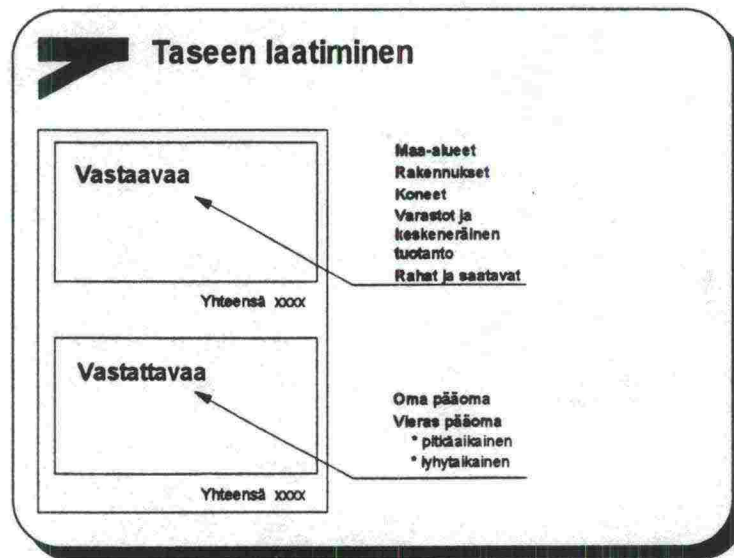 Taseen laatiminen
Vastaavaa
Maa-alueet
Rakennukset
Koneet
Varastot ja
keskeneräinen
tuotanto
Rahat ja saatavat
Yhteensä xxxx
Vastattavaa
Oma pääoma
Vieras pääoma
* pitkäaikainen
* lyhytaikainen
Yhteensä xxxx